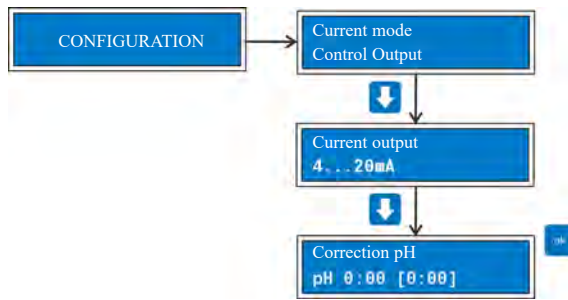 CONFIGURATION
Current mode
Control Output
Current output
4...20mA
Correction pH
pH 0:00 [0:00]